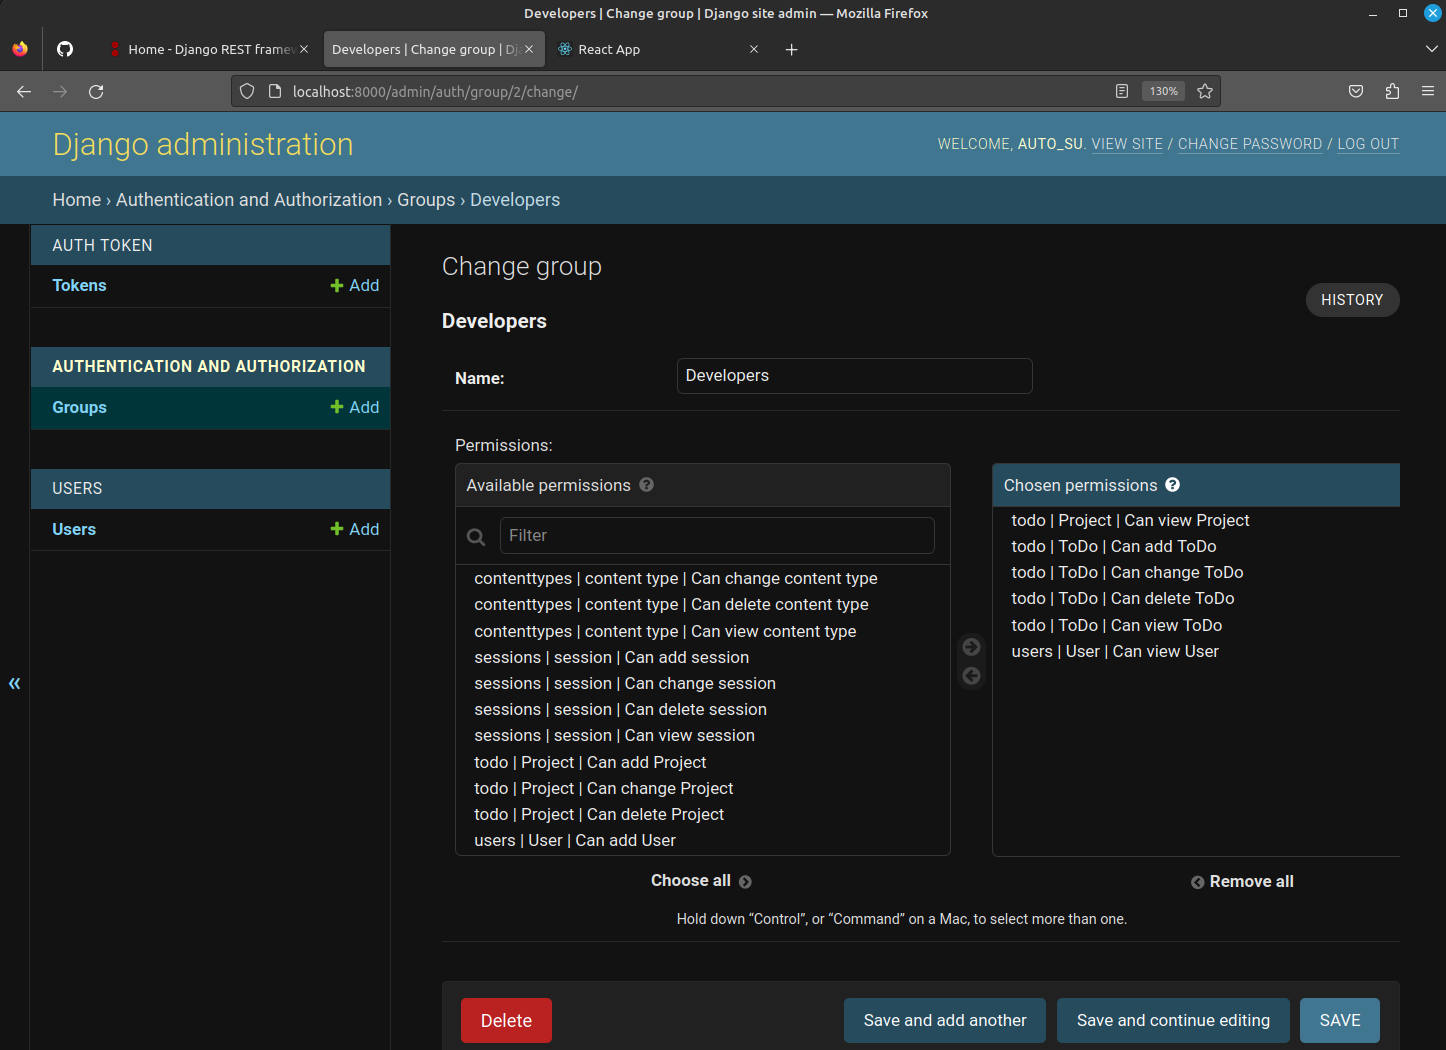 Developers | Change group | Django site admin — Mozilla Firefox
Home - Django REST framew
Developers | Change group | Dj
React App
localhost:8000/admin/auth/group/2/change/
130%
Django administration
WELCOME, AUTO_SU. VIEW SITE / CHANGE PASSWORD / LOG OUT
Home › Authentication and Authorization › Groups › Developers
AUTH TOKEN
Tokens
Add
AUTHENTICATION AND AUTHORIZATION
Groups
Add
USERS
Users
Add
«
Change group
HISTORY
Developers
Name:
Developers
Permissions:
Available permissions ?
Filter
contenttypes | content type | Can change content type
contenttypes | content type | Can delete content type
contenttypes | content type | Can view content type
sessions | session | Can add session
sessions | session | Can change session
sessions | session | Can delete session
sessions | session | Can view session
todo | Project | Can add Project
todo | Project | Can change Project
todo | Project | Can delete Project
users | User | Can add User
Choose all
Chosen permissions ?
todo | Project | Can view Project
todo | ToDo | Can add ToDo
todo | ToDo | Can change ToDo
todo | ToDo | Can delete ToDo
todo | ToDo | Can view ToDo
users | User | Can view User
Remove all
Hold down “Control”, or “Command” on a Mac, to select more than one.
Delete
Save and add another
Save and continue editing
SAVE